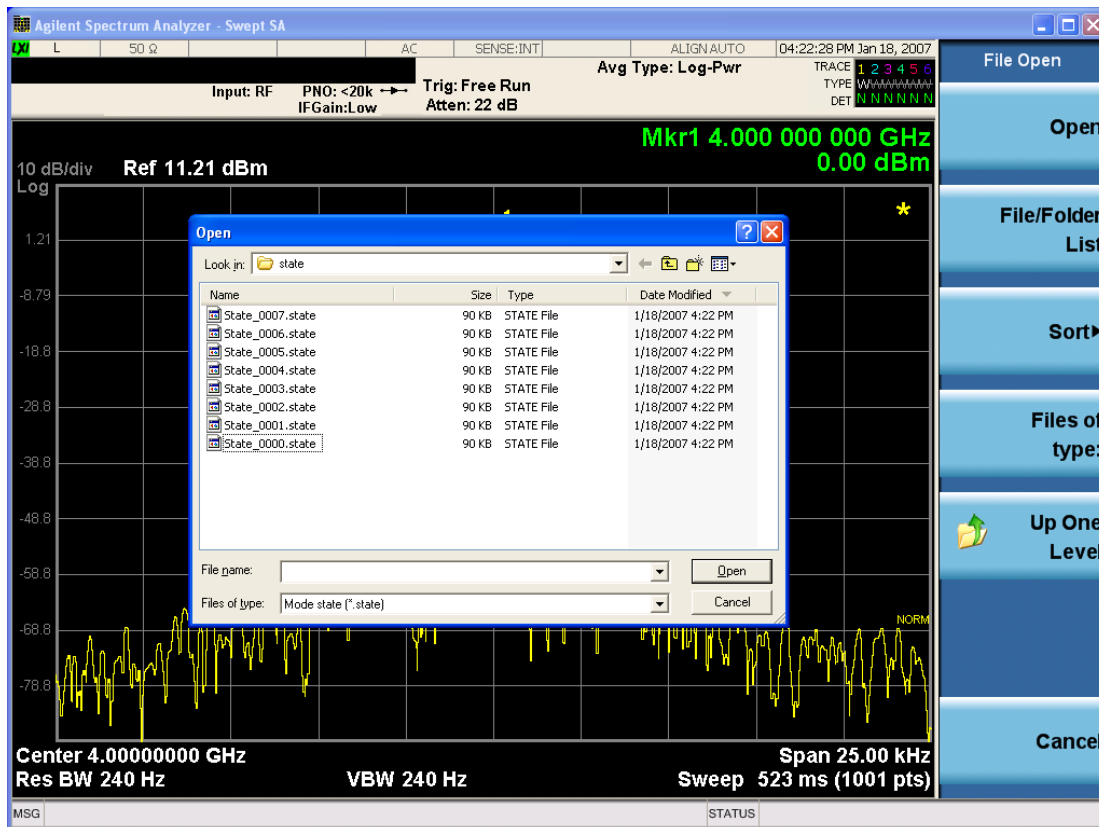 Agilent Spectrum Analyzer - Swept SA
LXI L 50 Ω AC SENSE:INT ALIGN AUTO 04:22:28 PM Jan 18, 2007
Input: RF PNO: <20k Trig: Free Run Avg Type: Log-Pwr TRACE 1 2 3 4 5 6
IFGain:Low Atten: 22 dB TYPE W
DET N N N N N N
Mkr1 4.000 000 000 GHz
0.00 dBm
10 dB/div Ref 11.21 dBm
Log
1.21
-8.79
-18.8
-28.8
-38.8
-48.8
-58.8
-68.8
-78.8
*
Open
Look in: state
Name Size Type Date Modified
State_0007.state 90 KB STATE File 1/18/2007 4:22 PM
State_0006.state 90 KB STATE File 1/18/2007 4:22 PM
State_0005.state 90 KB STATE File 1/18/2007 4:22 PM
State_0004.state 90 KB STATE File 1/18/2007 4:22 PM
State_0003.state 90 KB STATE File 1/18/2007 4:22 PM
State_0002.state 90 KB STATE File 1/18/2007 4:22 PM
State_0001.state 90 KB STATE File 1/18/2007 4:22 PM
State_0000.state 90 KB STATE File 1/18/2007 4:22 PM
File name: Open
Files of type: Mode state (*.state) Cancel
NORM
Center 4.00000000 GHz Span 25.00 kHz
Res BW 240 Hz VBW 240 Hz Sweep 523 ms (1001 pts)
MSG STATUS
File Open
Open
File/Folder
List
Sort
Files of
type:
Up One
Level
Cancel